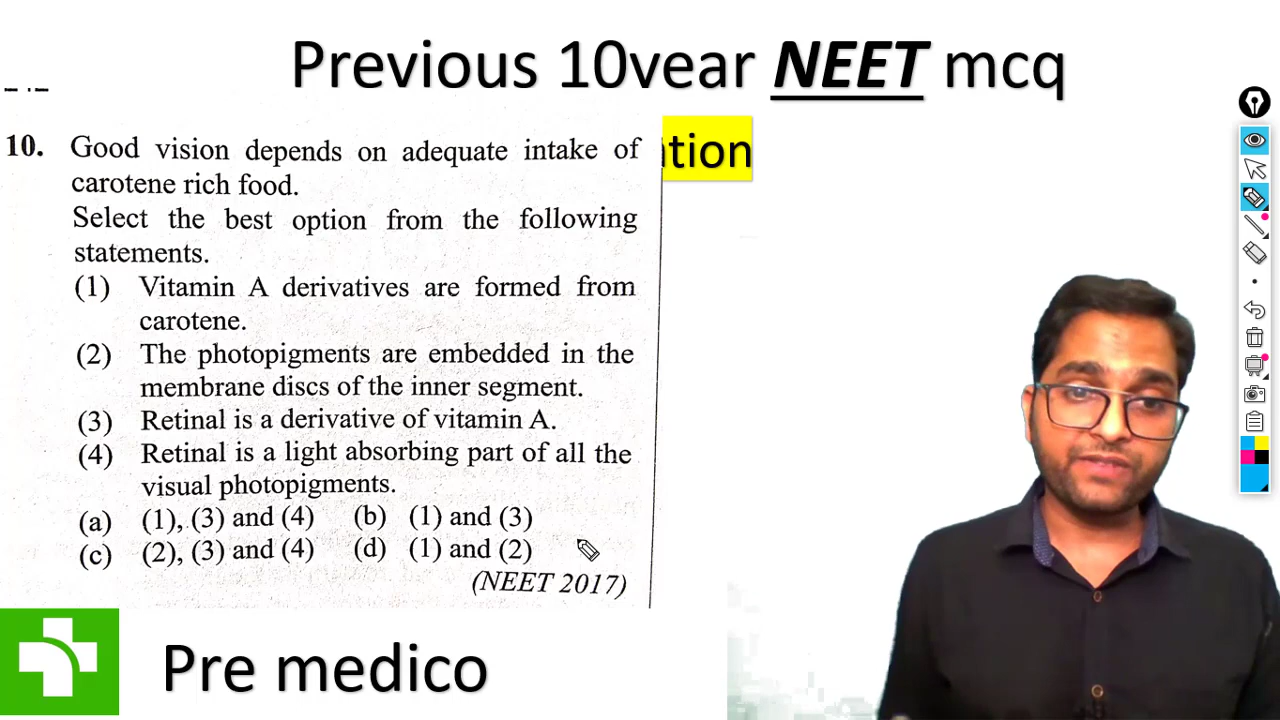 Previous 10vear NEET mcq
tion
10. Good vision depends on adequate intake of
carotene rich food.
Select the best option from the following
statements.
(1) Vitamin A derivatives are formed from
carotene.
(2) The photopigments are embedded in the
membrane discs of the inner segment.
(3) Retinal is a derivative of vitamin A.
(4) Retinal is a light absorbing part of all the
visual photopigments.
(a) (1), (3) and (4) (b) (1) and (3)
(c) (2), (3) and (4) (d) (1) and (2)
(NEET 2017)
Pre medico